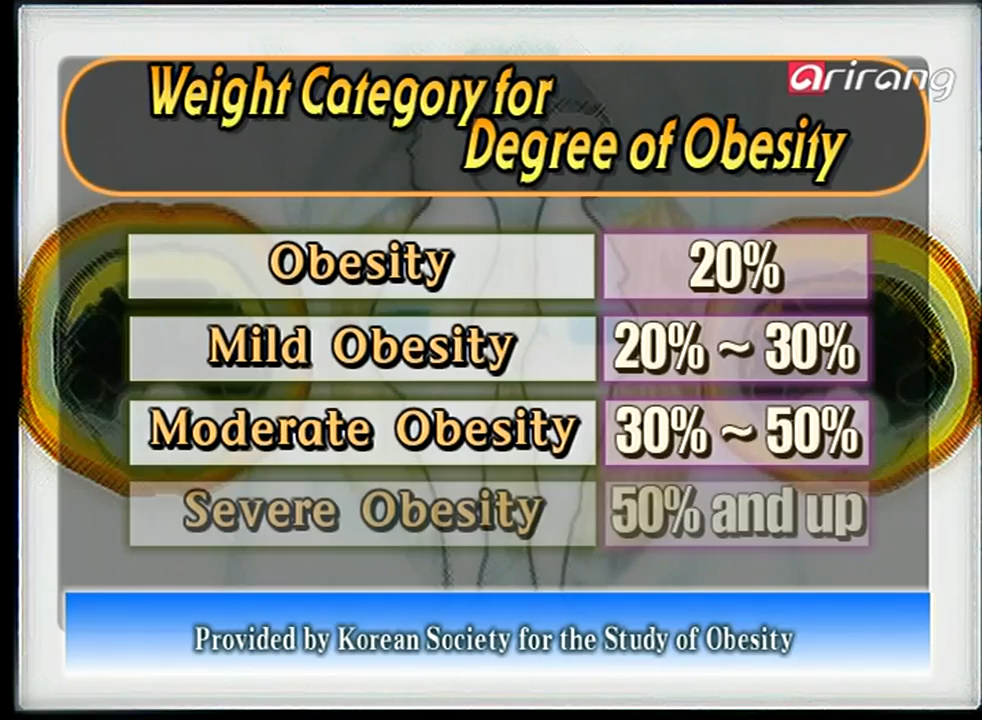 arirang
Weight Category for
Degree of Obesity
Obesity 20%
Mild Obesity 20% ~ 30%
Moderate Obesity 30% ~ 50%
Severe Obesity 50% and up
Provided by Korean Society for the Study of Obesity